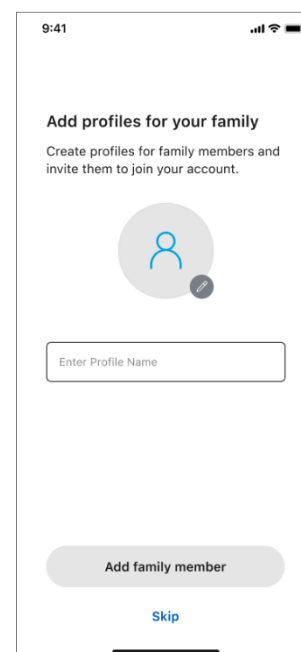 9:41
Add profiles for your family
Create profiles for family members and
invite them to join your account.
Enter Profile Name
Add family member
Skip